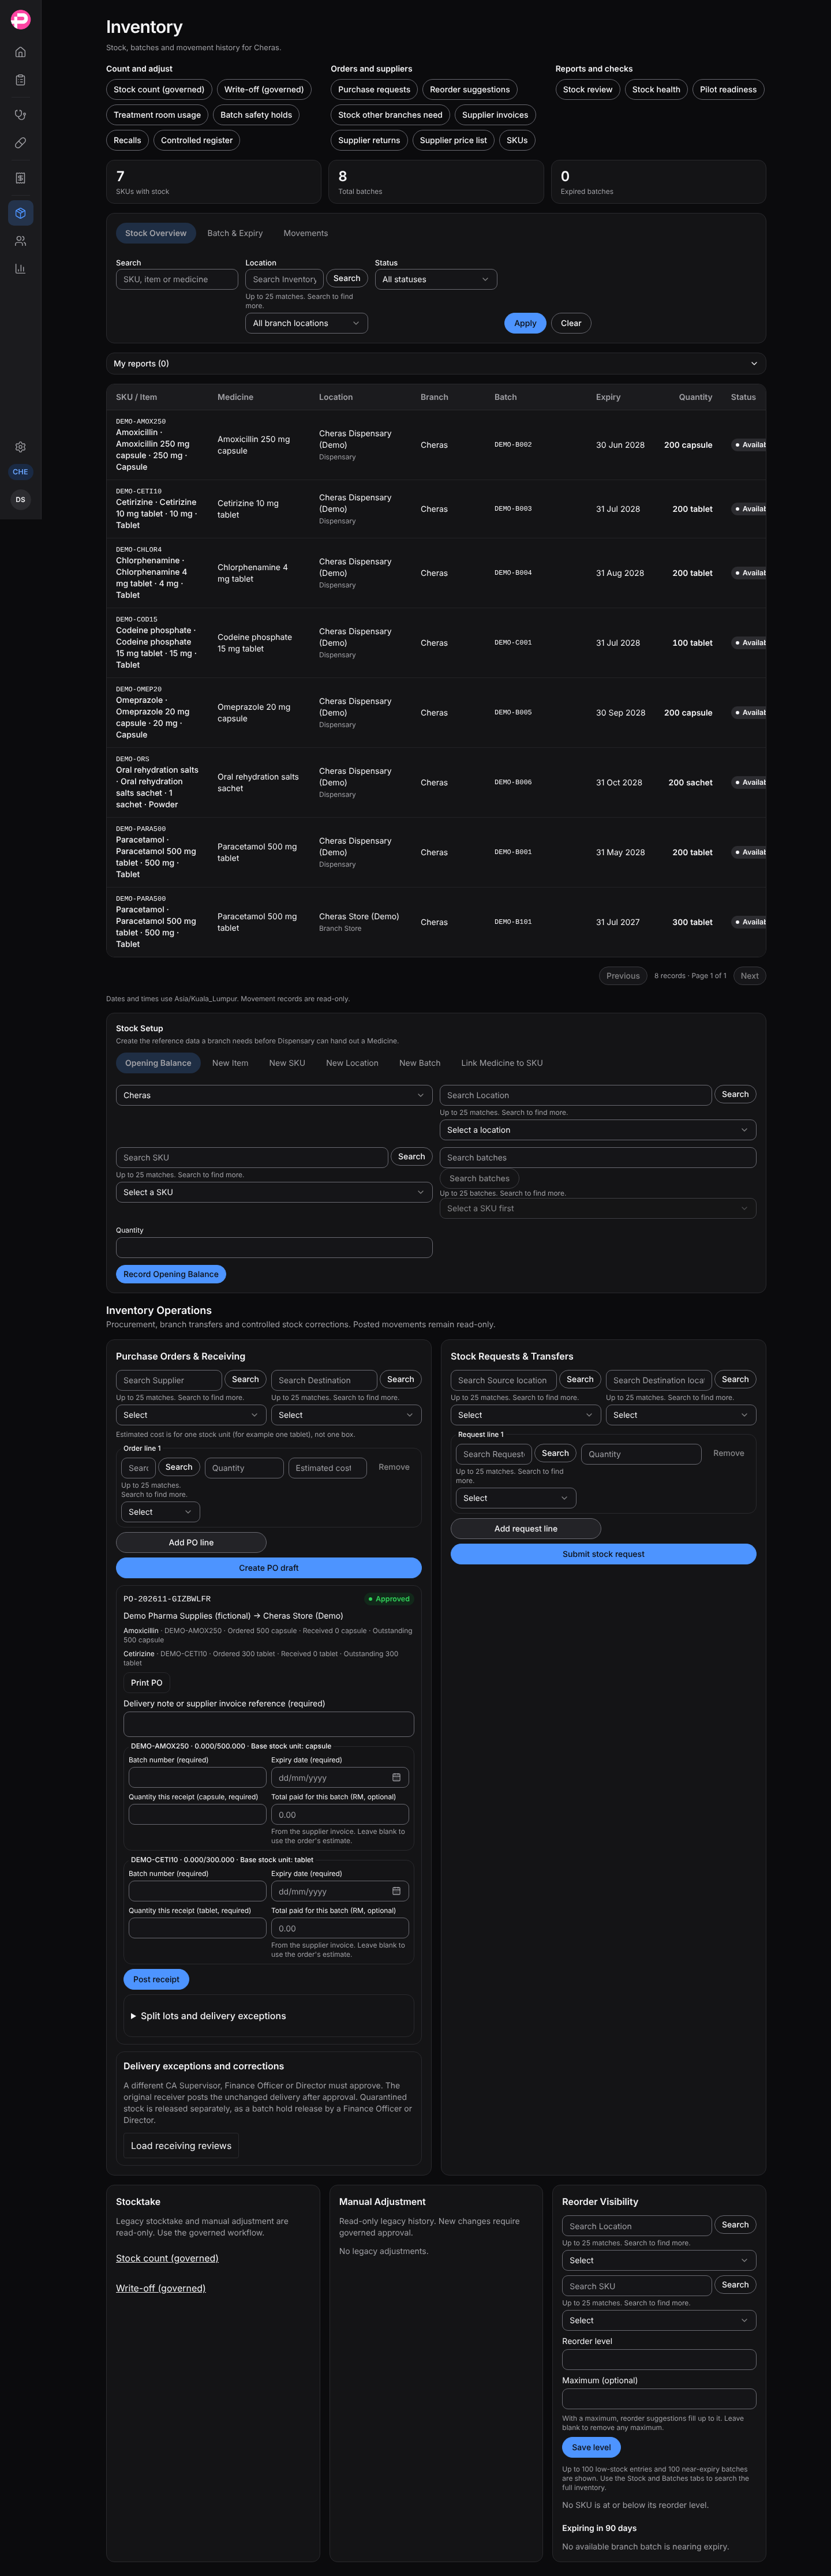 Inventory
Stock, batches and movement history for Cheras.
Count and adjust
Stock count (governed)
Write-off (governed)
Treatment room usage
Batch safety holds
Recalls
Controlled register
Orders and suppliers
Purchase requests
Reorder suggestions
Stock other branches need
Supplier invoices
Supplier returns
Supplier price list
SKUs
Reports and checks
Stock review
Stock health
Pilot readiness
7
SKUs with stock
8
Total batches
0
Expired batches
Stock Overview
Batch & Expiry
Movements
Search
SKU, item or medicine
Location
Search Inventory
Search
Up to 25 matches. Search to find
more.
All branch locations
Status
All statuses
Apply
Clear
My reports (0)
SKU / Item
Medicine
Location
Branch
Batch
Expiry
Quantity
Status
DEMO-AMOX250
Amoxicillin ·
Amoxicillin 250 mg
capsule · 250 mg ·
Capsule
Amoxicillin 250 mg
capsule
Cheras Dispensary
(Demo)
Dispensary
Cheras
DEMO-B002
30 Jun 2028
200 capsule
Availab
DEMO-CETI10
Cetirizine · Cetirizine
10 mg tablet · 10 mg ·
Tablet
Cetirizine 10 mg
tablet
Cheras Dispensary
(Demo)
Dispensary
Cheras
DEMO-B003
31 Jul 2028
200 tablet
Availab
DEMO-CHLOR4
Chlorphenamine ·
Chlorphenamine 4
mg tablet · 4 mg ·
Tablet
Chlorphenamine 4
mg tablet
Cheras Dispensary
(Demo)
Dispensary
Cheras
DEMO-B004
31 Aug 2028
200 tablet
Availab
DEMO-COD15
Codeine phosphate ·
Codeine phosphate
15 mg tablet · 15 mg ·
Tablet
Codeine phosphate
15 mg tablet
Cheras Dispensary
(Demo)
Dispensary
Cheras
DEMO-C001
31 Jul 2028
100 tablet
Availab
DEMO-OMEP20
Omeprazole ·
Omeprazole 20 mg
capsule · 20 mg ·
Capsule
Omeprazole 20 mg
capsule
Cheras Dispensary
(Demo)
Dispensary
Cheras
DEMO-B005
30 Sep 2028
200 capsule
Availab
DEMO-ORS
Oral rehydration salts
· Oral rehydration
salts sachet · 1
sachet · Powder
Oral rehydration salts
sachet
Cheras Dispensary
(Demo)
Dispensary
Cheras
DEMO-B006
31 Oct 2028
200 sachet
Availab
DEMO-PARA500
Paracetamol ·
Paracetamol 500 mg
tablet · 500 mg ·
Tablet
Paracetamol 500 mg
tablet
Cheras Dispensary
(Demo)
Dispensary
Cheras
DEMO-B001
31 May 2028
200 tablet
Availab
DEMO-PARA500
Paracetamol ·
Paracetamol 500 mg
tablet · 500 mg ·
Tablet
Paracetamol 500 mg
tablet
Cheras Store (Demo)
Branch Store
Cheras
DEMO-B101
31 Jul 2027
300 tablet
Availab
Previous
8 records · Page 1 of 1
Next
Dates and times use Asia/Kuala_Lumpur. Movement records are read-only.
CHE
DS
Stock Setup
Create the reference data a branch needs before Dispensary can hand out a Medicine.
Opening Balance
New Item
New SKU
New Location
New Batch
Link Medicine to SKU
Cheras
Search Location
Search
Up to 25 matches. Search to find more.
Select a location
Search SKU
Search
Up to 25 matches. Search to find more.
Select a SKU
Search batches
Search batches
Up to 25 batches. Search to find more.
Select a SKU first
Quantity
Record Opening Balance
Inventory Operations
Procurement, branch transfers and controlled stock corrections. Posted movements remain read-only.
Purchase Orders & Receiving
Search Supplier
Search
Up to 25 matches. Search to find more.
Select
Search Destination
Search
Up to 25 matches. Search to find more.
Select
Estimated cost is for one stock unit (for example one tablet), not one box.
Order line 1
Searc
Search
Quantity
Estimated cost
Remove
Up to 25 matches.
Search to find more.
Select
Add PO line
Create PO draft
PO-202611-GIZBWLFR
Approved
Demo Pharma Supplies (fictional) → Cheras Store (Demo)
Amoxicillin · DEMO-AMOX250 · Ordered 500 capsule · Received 0 capsule · Outstanding
500 capsule
Cetirizine · DEMO-CETI10 · Ordered 300 tablet · Received 0 tablet · Outstanding 300
tablet
Print PO
Delivery note or supplier invoice reference (required)
DEMO-AMOX250 · 0.000/500.000 · Base stock unit: capsule
Batch number (required)
Expiry date (required)
dd/mm/yyyy
Quantity this receipt (capsule, required)
Total paid for this batch (RM, optional)
0.00
From the supplier invoice. Leave blank to
use the order's estimate.
DEMO-CETI10 · 0.000/300.000 · Base stock unit: tablet
Batch number (required)
Expiry date (required)
dd/mm/yyyy
Quantity this receipt (tablet, required)
Total paid for this batch (RM, optional)
0.00
From the supplier invoice. Leave blank to
use the order's estimate.
Post receipt
Split lots and delivery exceptions
Delivery exceptions and corrections
A different CA Supervisor, Finance Officer or Director must approve. The
original receiver posts the unchanged delivery after approval. Quarantined
stock is released separately, as a batch hold release by a Finance Officer or
Director.
Load receiving reviews
Stock Requests & Transfers
Search Source location
Search
Up to 25 matches. Search to find more.
Select
Search Destination locat
Search
Up to 25 matches. Search to find more.
Select
Request line 1
Search Requeste
Search
Quantity
Remove
Up to 25 matches. Search to find
more.
Select
Add request line
Submit stock request
Stocktake
Legacy stocktake and manual adjustment are
read-only. Use the governed workflow.
Stock count (governed)
Write-off (governed)
Manual Adjustment
Read-only legacy history. New changes require
governed approval.
No legacy adjustments.
Reorder Visibility
Search Location
Search
Up to 25 matches. Search to find more.
Select
Search SKU
Search
Up to 25 matches. Search to find more.
Select
Reorder level
Maximum (optional)
With a maximum, reorder suggestions fill up to it. Leave
blank to remove any maximum.
Save level
Up to 100 low-stock entries and 100 near-expiry batches
are shown. Use the Stock and Batches tabs to search the
full inventory.
No SKU is at or below its reorder level.
Expiring in 90 days
No available branch batch is nearing expiry.